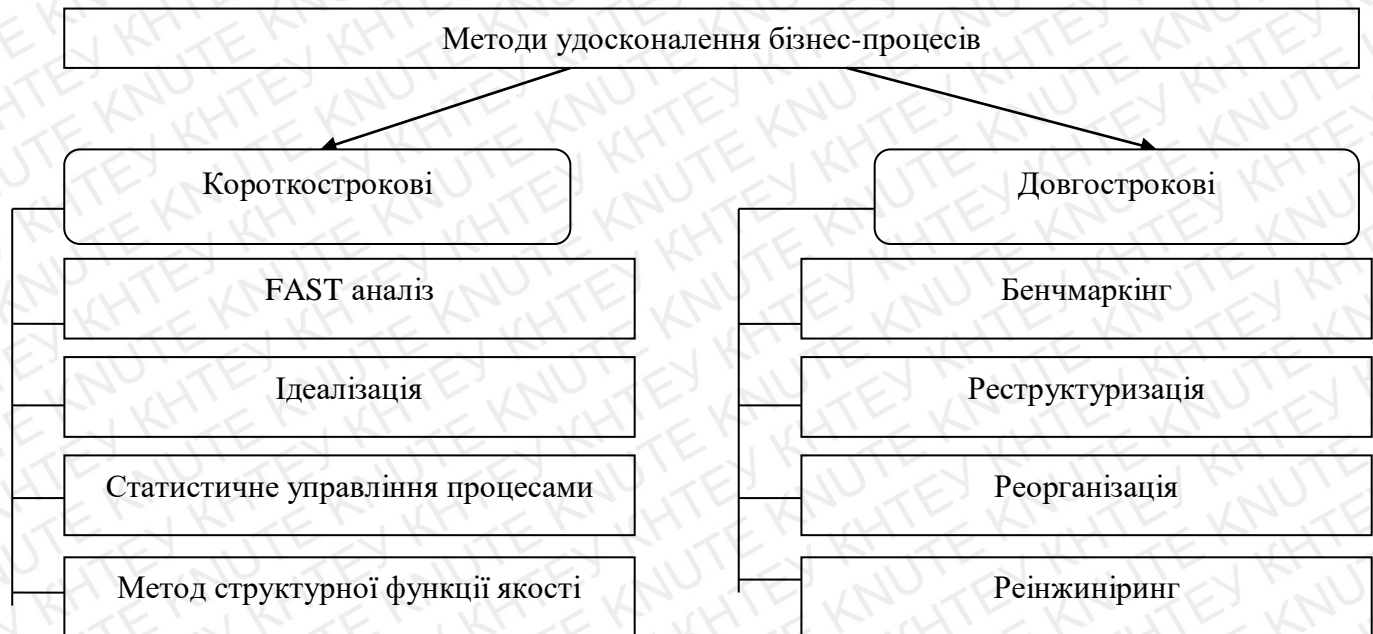 Методи удосконалення бізнес-процесів
Короткострокові
Довгострокові
FAST аналіз
Бенчмаркінг
Ідеалізація
Реструктуризація
Статистичне управління процесами
Реорганізація
Метод структурної функції якості
Реінжиніринг